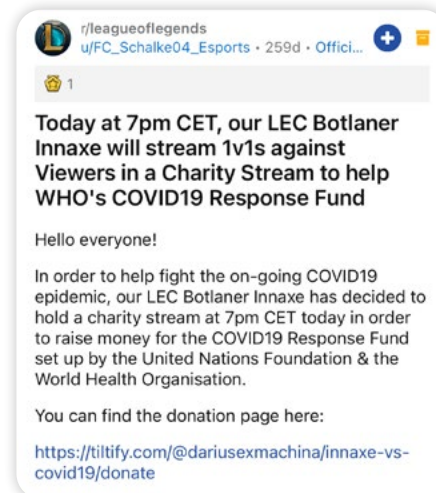 r/leagueoflegends
u/FC_Schalke04_Esports • 259d • Offici...
1
Today at 7pm CET, our LEC Botlaner
Innaxe will stream 1v1s against
Viewers in a Charity Stream to help
WHO's COVID19 Response Fund
Hello everyone!
In order to help fight the on-going COVID19
epidemic, our LEC Botlaner Innaxe has decided to
hold a charity stream at 7pm CET today in order
to raise money for the COVID19 Response Fund
set up by the United Nations Foundation & the
World Health Organisation.
You can find the donation page here:
https://tiltify.com/@dariusexmachina/innaxe-vs-
covid19/donate